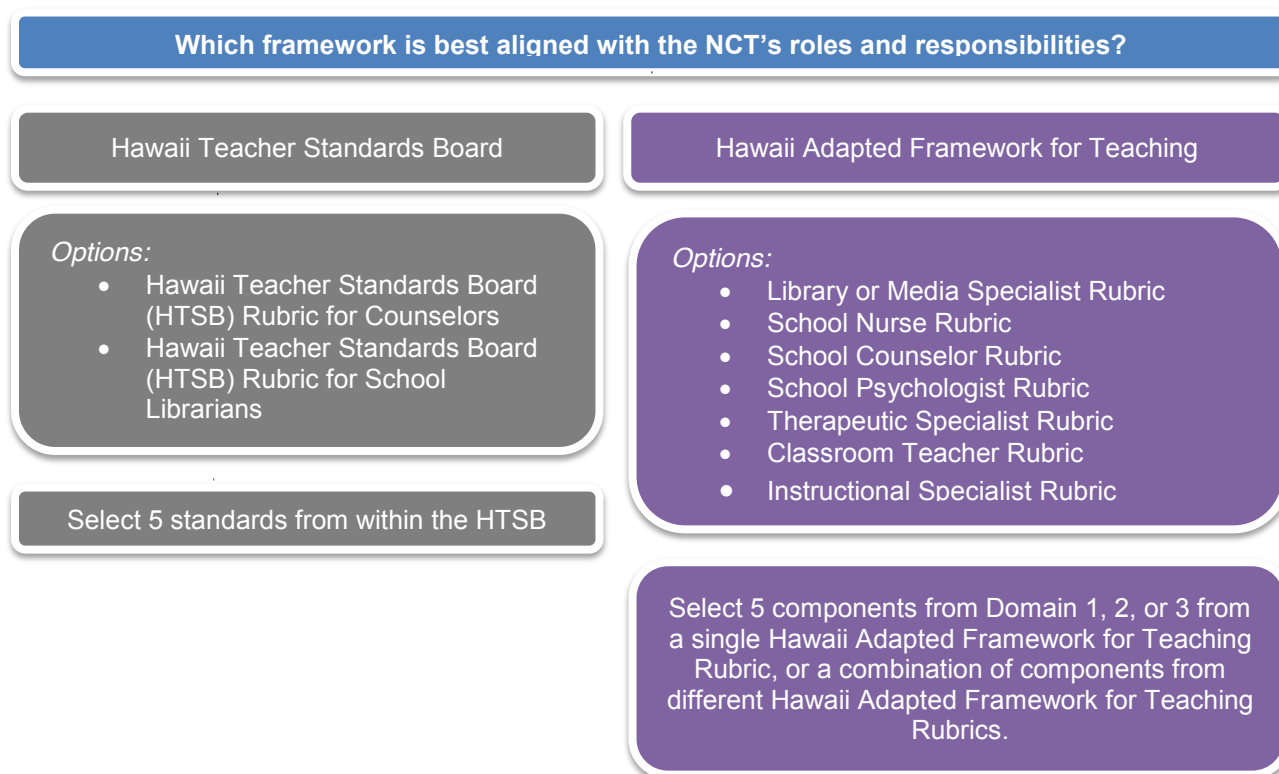 Which framework is best aligned with the NCT’s roles and responsibilities?
Hawaii Teacher Standards Board
Options:
• Hawaii Teacher Standards Board
(HTSB) Rubric for Counselors
• Hawaii Teacher Standards Board
(HTSB) Rubric for School
Librarians
Select 5 standards from within the HTSB
Hawaii Adapted Framework for Teaching
Options:
• Library or Media Specialist Rubric
• School Nurse Rubric
• School Counselor Rubric
• School Psychologist Rubric
• Therapeutic Specialist Rubric
• Classroom Teacher Rubric
• Instructional Specialist Rubric
Select 5 components from Domain 1, 2, or 3 from
a single Hawaii Adapted Framework for Teaching
Rubric, or a combination of components from
different Hawaii Adapted Framework for Teaching
Rubrics.